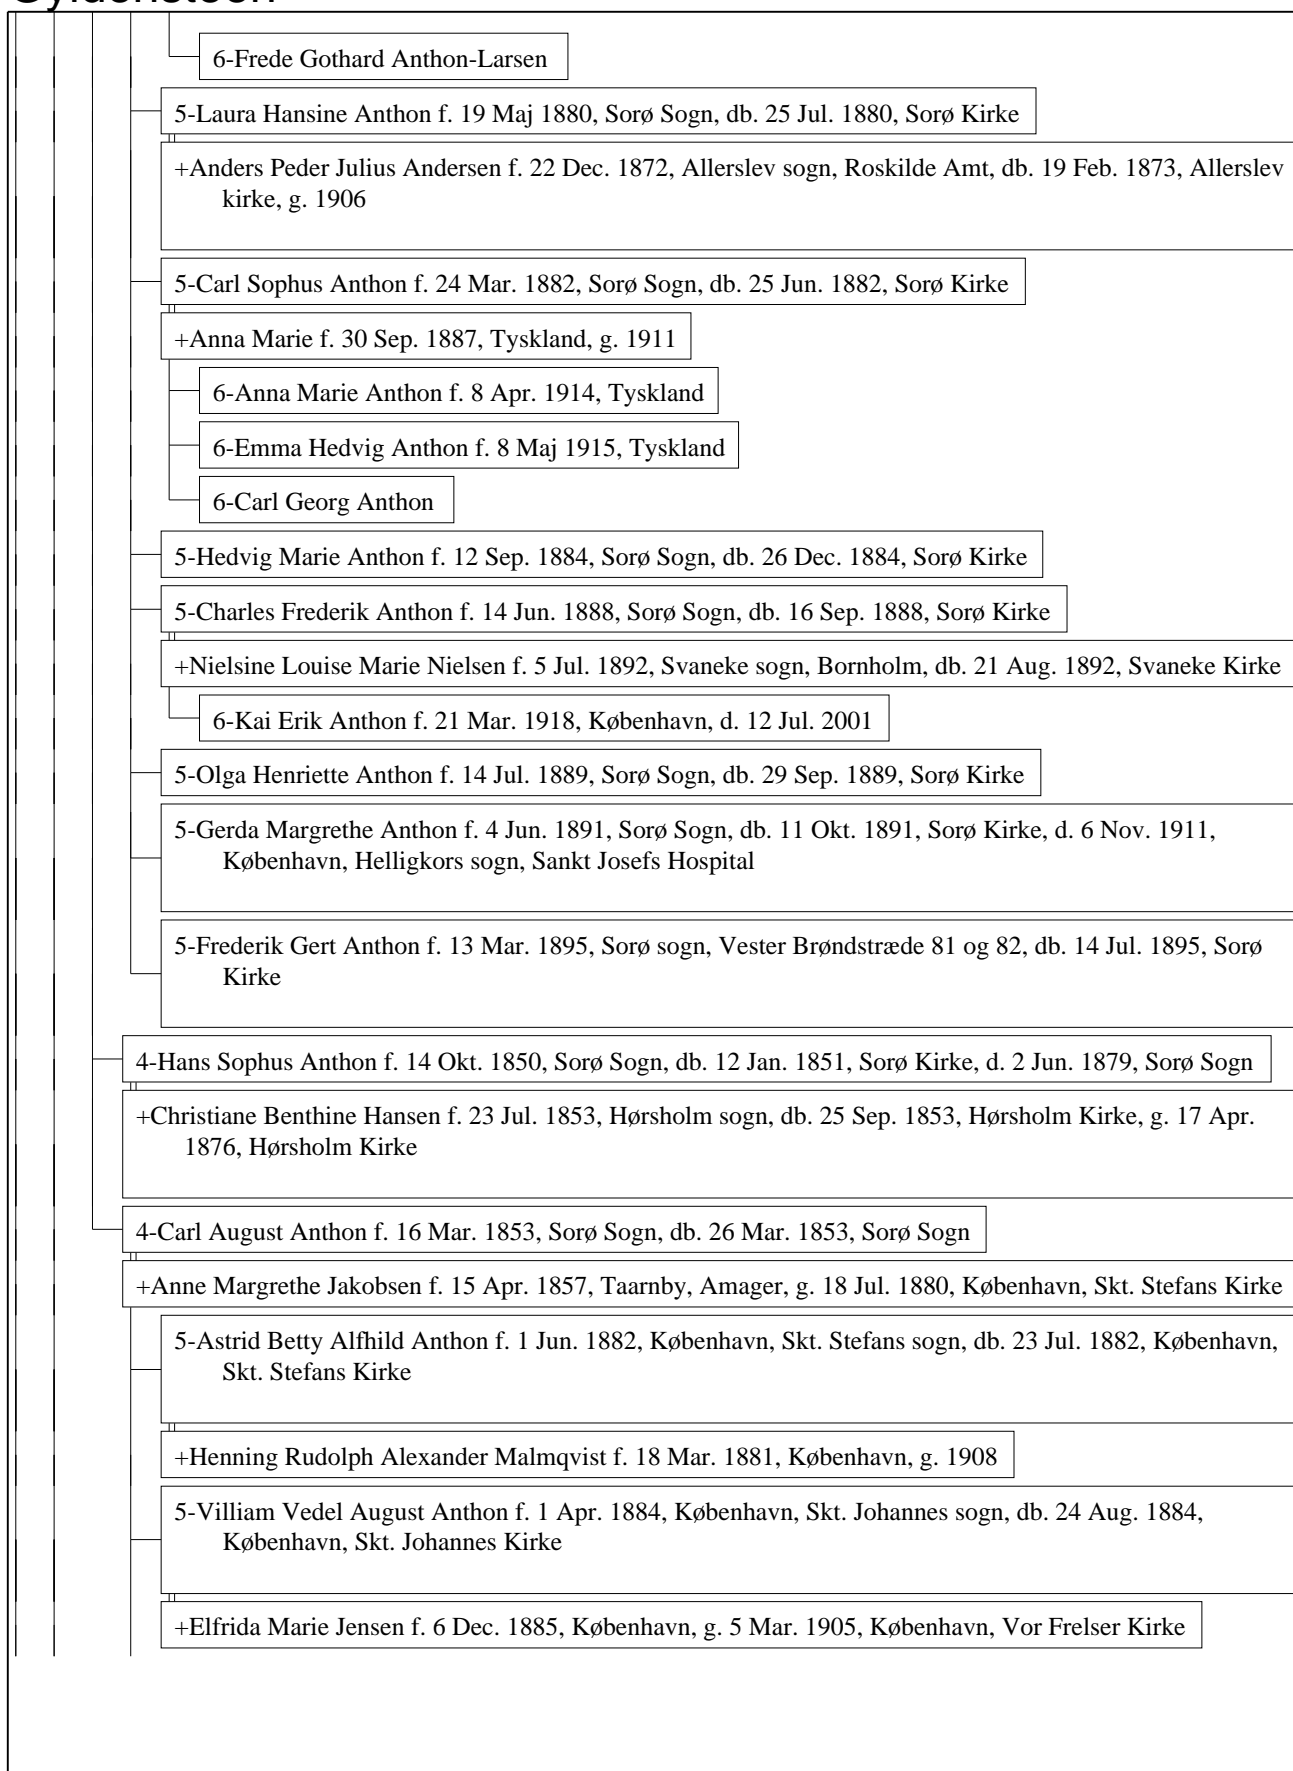 Gyldensteen
6-Frede Gothard Anthon-Larsen
5-Laura Hansine Anthon f. 19 Maj 1880, Sorø Sogn, db. 25 Jul. 1880, Sorø Kirke
+Anders Peder Julius Andersen f. 22 Dec. 1872, Allerslev sogn, Roskilde Amt, db. 19 Feb. 1873, Allerslev
kirke, g. 1906
5-Carl Sophus Anthon f. 24 Mar. 1882, Sorø Sogn, db. 25 Jun. 1882, Sorø Kirke
+Anna Marie f. 30 Sep. 1887, Tyskland, g. 1911
6-Anna Marie Anthon f. 8 Apr. 1914, Tyskland
6-Emma Hedvig Anthon f. 8 Maj 1915, Tyskland
6-Carl Georg Anthon
5-Hedvig Marie Anthon f. 12 Sep. 1884, Sorø Sogn, db. 26 Dec. 1884, Sorø Kirke
5-Charles Frederik Anthon f. 14 Jun. 1888, Sorø Sogn, db. 16 Sep. 1888, Sorø Kirke
+Nielsine Louise Marie Nielsen f. 5 Jul. 1892, Svaneke sogn, Bornholm, db. 21 Aug. 1892, Svaneke Kirke
6-Kai Erik Anthon f. 21 Mar. 1918, København, d. 12 Jul. 2001
5-Olga Henriette Anthon f. 14 Jul. 1889, Sorø Sogn, db. 29 Sep. 1889, Sorø Kirke
5-Gerda Margrethe Anthon f. 4 Jun. 1891, Sorø Sogn, db. 11 Okt. 1891, Sorø Kirke, d. 6 Nov. 1911,
København, Helligkors sogn, Sankt Josefs Hospital
5-Frederik Gert Anthon f. 13 Mar. 1895, Sorø sogn, Vester Brøndstræde 81 og 82, db. 14 Jul. 1895, Sorø
Kirke
4-Hans Sophus Anthon f. 14 Okt. 1850, Sorø Sogn, db. 12 Jan. 1851, Sorø Kirke, d. 2 Jun. 1879, Sorø Sogn
+Christiane Benthine Hansen f. 23 Jul. 1853, Hørsholm sogn, db. 25 Sep. 1853, Hørsholm Kirke, g. 17 Apr.
1876, Hørsholm Kirke
4-Carl August Anthon f. 16 Mar. 1853, Sorø Sogn, db. 26 Mar. 1853, Sorø Sogn
+Anne Margrethe Jakobsen f. 15 Apr. 1857, Taarnby, Amager, g. 18 Jul. 1880, København, Skt. Stefans Kirke
5-Astrid Betty Alfhild Anthon f. 1 Jun. 1882, København, Skt. Stefans sogn, db. 23 Jul. 1882, København,
Skt. Stefans Kirke
+Henning Rudolph Alexander Malmqvist f. 18 Mar. 1881, København, g. 1908
5-Villiam Vedel August Anthon f. 1 Apr. 1884, København, Skt. Johannes sogn, db. 24 Aug. 1884,
København, Skt. Johannes Kirke
+Elfrida Marie Jensen f. 6 Dec. 1885, København, g. 5 Mar. 1905, København, Vor Frelser Kirke